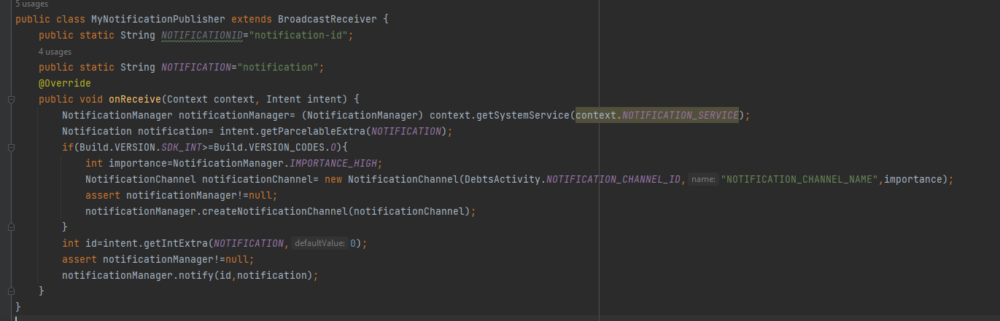 5 usages
public class MyNotificationPublisher extends BroadcastReceiver {
    public static String NOTIFICATIONID="notification-id";
    4 usages
    public static String NOTIFICATION="notification";
    @Override
    public void onReceive(Context context, Intent intent) {
        NotificationManager notificationManager= (NotificationManager) context.getSystemService(context.NOTIFICATION_SERVICE);
        Notification notification= intent.getParcelableExtra(NOTIFICATION);
        if(Build.VERSION.SDK_INT>=Build.VERSION_CODES.O){
            int importance=NotificationManager.IMPORTANCE_HIGH;
            NotificationChannel notificationChannel= new NotificationChannel(DebtsActivity.NOTIFICATION_CHANNEL_ID, name: "NOTIFICATION_CHANNEL_NAME",importance);
            assert notificationManager!=null;
            notificationManager.createNotificationChannel(notificationChannel);
        }
        int id=intent.getIntExtra(NOTIFICATION, defaultValue: 0);
        assert notificationManager!=null;
        notificationManager.notify(id,notification);
    }
}